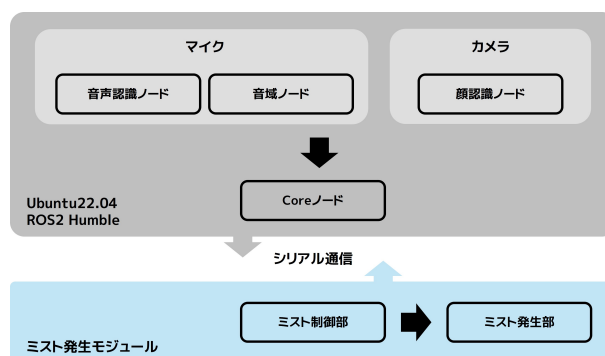 マイク
カメラ
音声認識ノード
音域ノード
顔認識ノード
Coreノード
Ubuntu22.04
ROS2 Humble
シリアル通信
ミスト制御部
ミスト発生部
ミスト発生モジュール